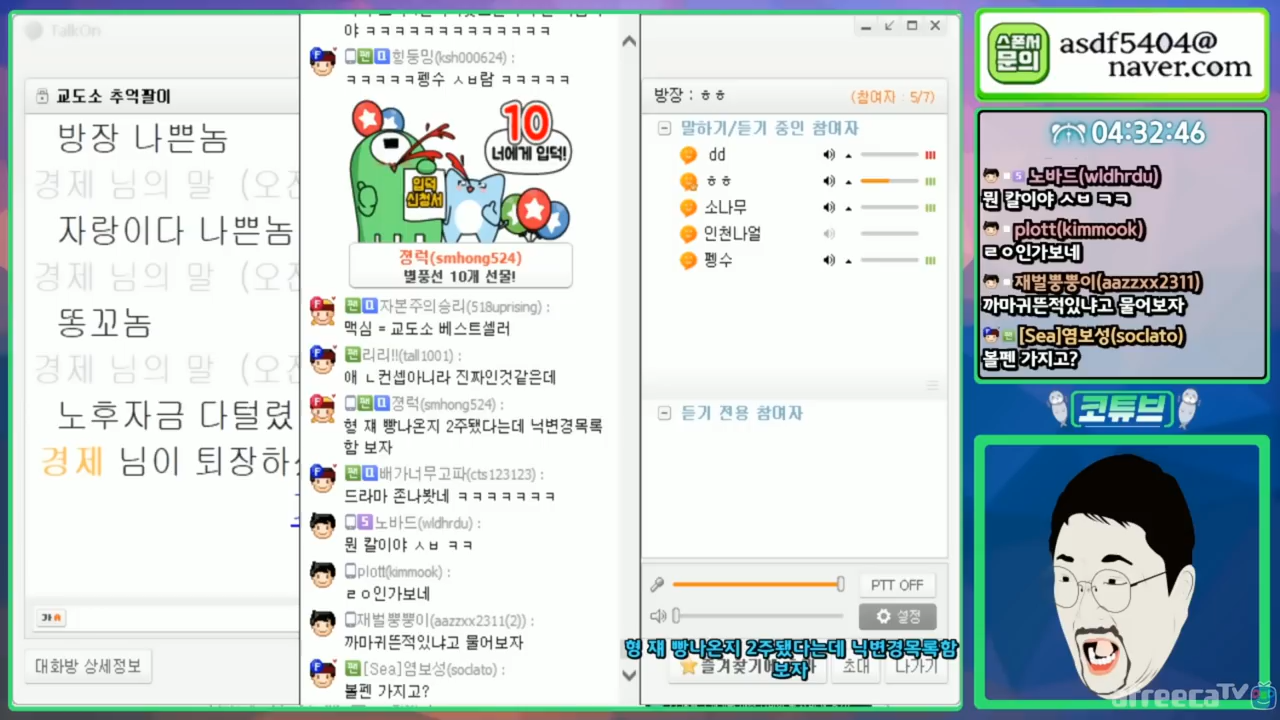 TalkOn
교도소 추억팔이
방장 나쁜놈
경제 님의 말 (오전
자랑이다 나쁜놈
경제 님의 말 (오전
똥꼬놈
경제 님의 말 (오전
노후자금 다털렸
경제 님이 퇴장하
가
대화방 상세정보
야 ㅋㅋㅋㅋㅋㅋㅋㅋㅋㅋㅋㅋㅋ
팬 Q 힘둥밍(ksh000624) :
ㅋㅋㅋㅋㅋ펭수 ㅅㅂ람 ㅋㅋㅋㅋㅋ
10
너에게 입덕!
입덕
신청서
졍럭(smhong524)
별풍선 10개 선물!
팬 Q 자본주의승리(518uprising) :
맥심 = 교도소 베스트셀러
팬 리리!!(tall1001) :
애 ㄴ컨셉아니라 진짜인것같은데
팬 Q 졍럭(smhong524) :
형 재 빵나온지 2주됐다는데 닉변경목록
함 보자
팬 Q 배가너무고파(cts123123) :
드라마 존나봣네 ㅋㅋㅋㅋㅋㅋㅋ
S 노바드(wldhrdu) :
뭔 칼이야 ㅅㅂ ㅋㅋ
plott(kimmook) :
ㄹㅇ인가보네
재벌뿡뿡이(aazzxx2311(2)) :
까마귀뜬적있냐고 물어보자
팬 [Sea]염보성(soclato) :
볼펜 가지고?
방장 : ㅎㅎ
(참여자 : 5/7)
말하기/듣기 중인 참여자
dd
ㅎㅎ
소나무
인천나얼
펭수
듣기 전용 참여자
PTT OFF
설정
즐겨찾기에
초대
나가기
형 재 빵나온지 2주됐다는데 닉변경목록함
보자
스폰서
문의
asdf5404@
naver.com
04:32:46
S 노바드(wldhrdu)
뭔 칼이야 ㅅㅂ ㅋㅋ
plott(kimmook)
ㄹㅇ인가보네
재벌뿡뿡이(aazzxx2311)
까마귀뜬적있냐고 물어보자
팬 [Sea]염보성(soclato)
볼펜 가지고?
코튜브
afreecaTV